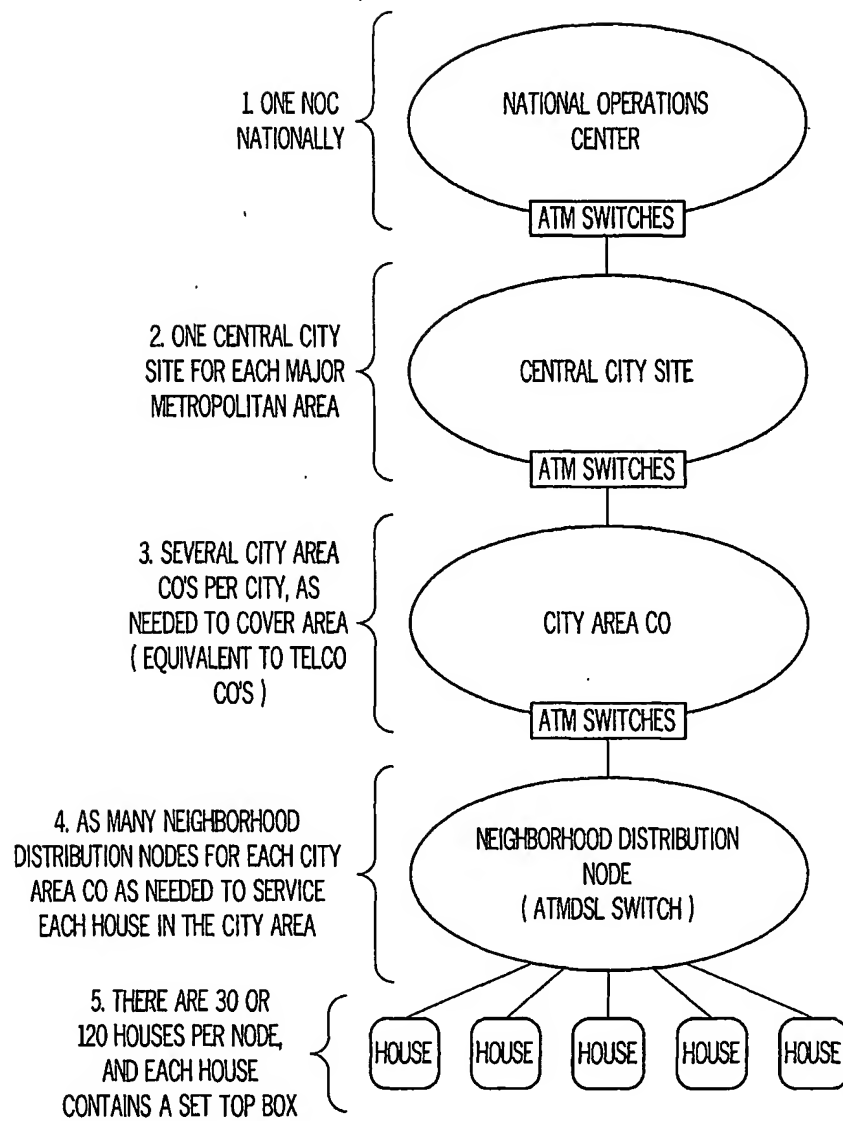 1. ONE NOC
NATIONALLY
NATIONAL OPERATIONS
CENTER
ATM SWITCHES
2. ONE CENTRAL CITY
SITE FOR EACH MAJOR
METROPOLITAN AREA
CENTRAL CITY SITE
ATM SWITCHES
3. SEVERAL CITY AREA
CO'S PER CITY, AS
NEEDED TO COVER AREA
( EQUIVALENT TO TELCO
CO'S )
CITY AREA CO
ATM SWITCHES
4. AS MANY NEIGHBORHOOD
DISTRIBUTION NODES FOR EACH CITY
AREA CO AS NEEDED TO SERVICE
EACH HOUSE IN THE CITY AREA
NEIGHBORHOOD DISTRIBUTION
NODE
( ATMDSL SWITCH )
5. THERE ARE 30 OR
120 HOUSES PER NODE,
AND EACH HOUSE
CONTAINS A SET TOP BOX
HOUSE HOUSE HOUSE HOUSE HOUSE